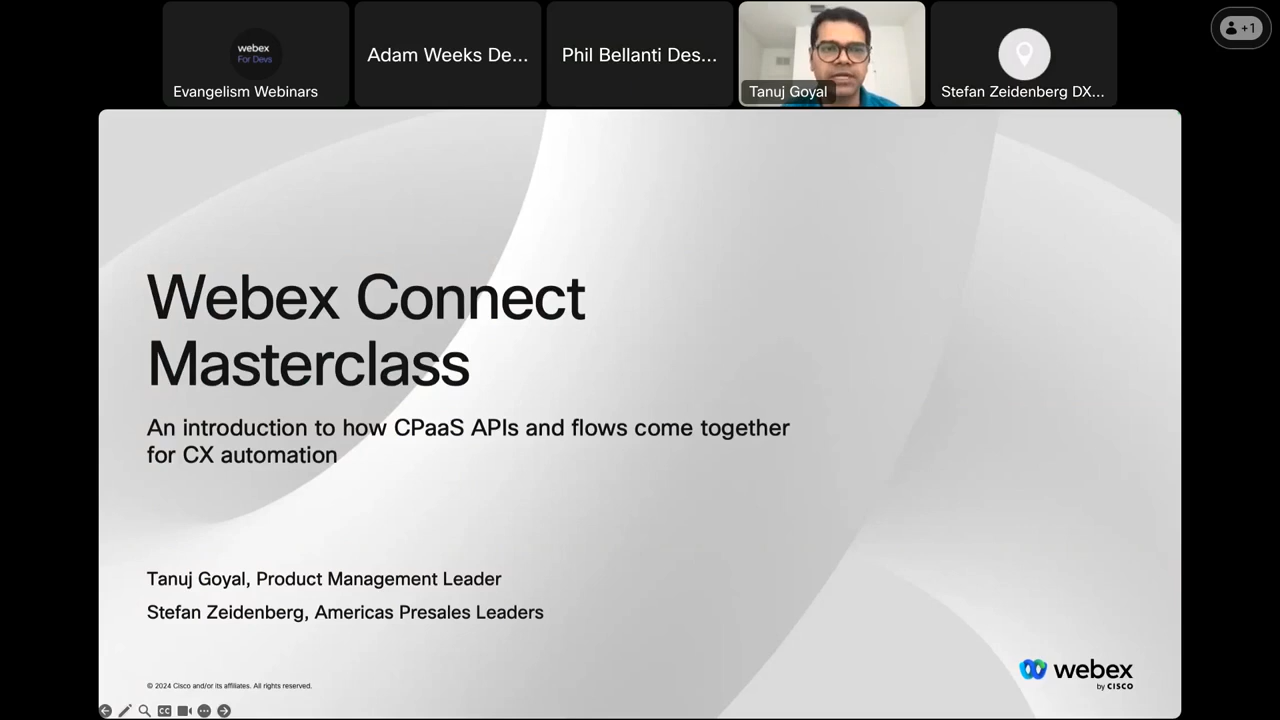 webex
For Devs
Evangelism Webinars
Adam Weeks De...
Phil Bellanti Des...
Tanuj Goyal
Stefan Zeidenberg DX...
+1
Webex Connect
Masterclass
An introduction to how CPaaS APIs and flows come together
for CX automation
Tanuj Goyal, Product Management Leader
Stefan Zeidenberg, Americas Presales Leaders
© 2024 Cisco and/or its affiliates. All rights reserved.
webex
by CISCO
CC